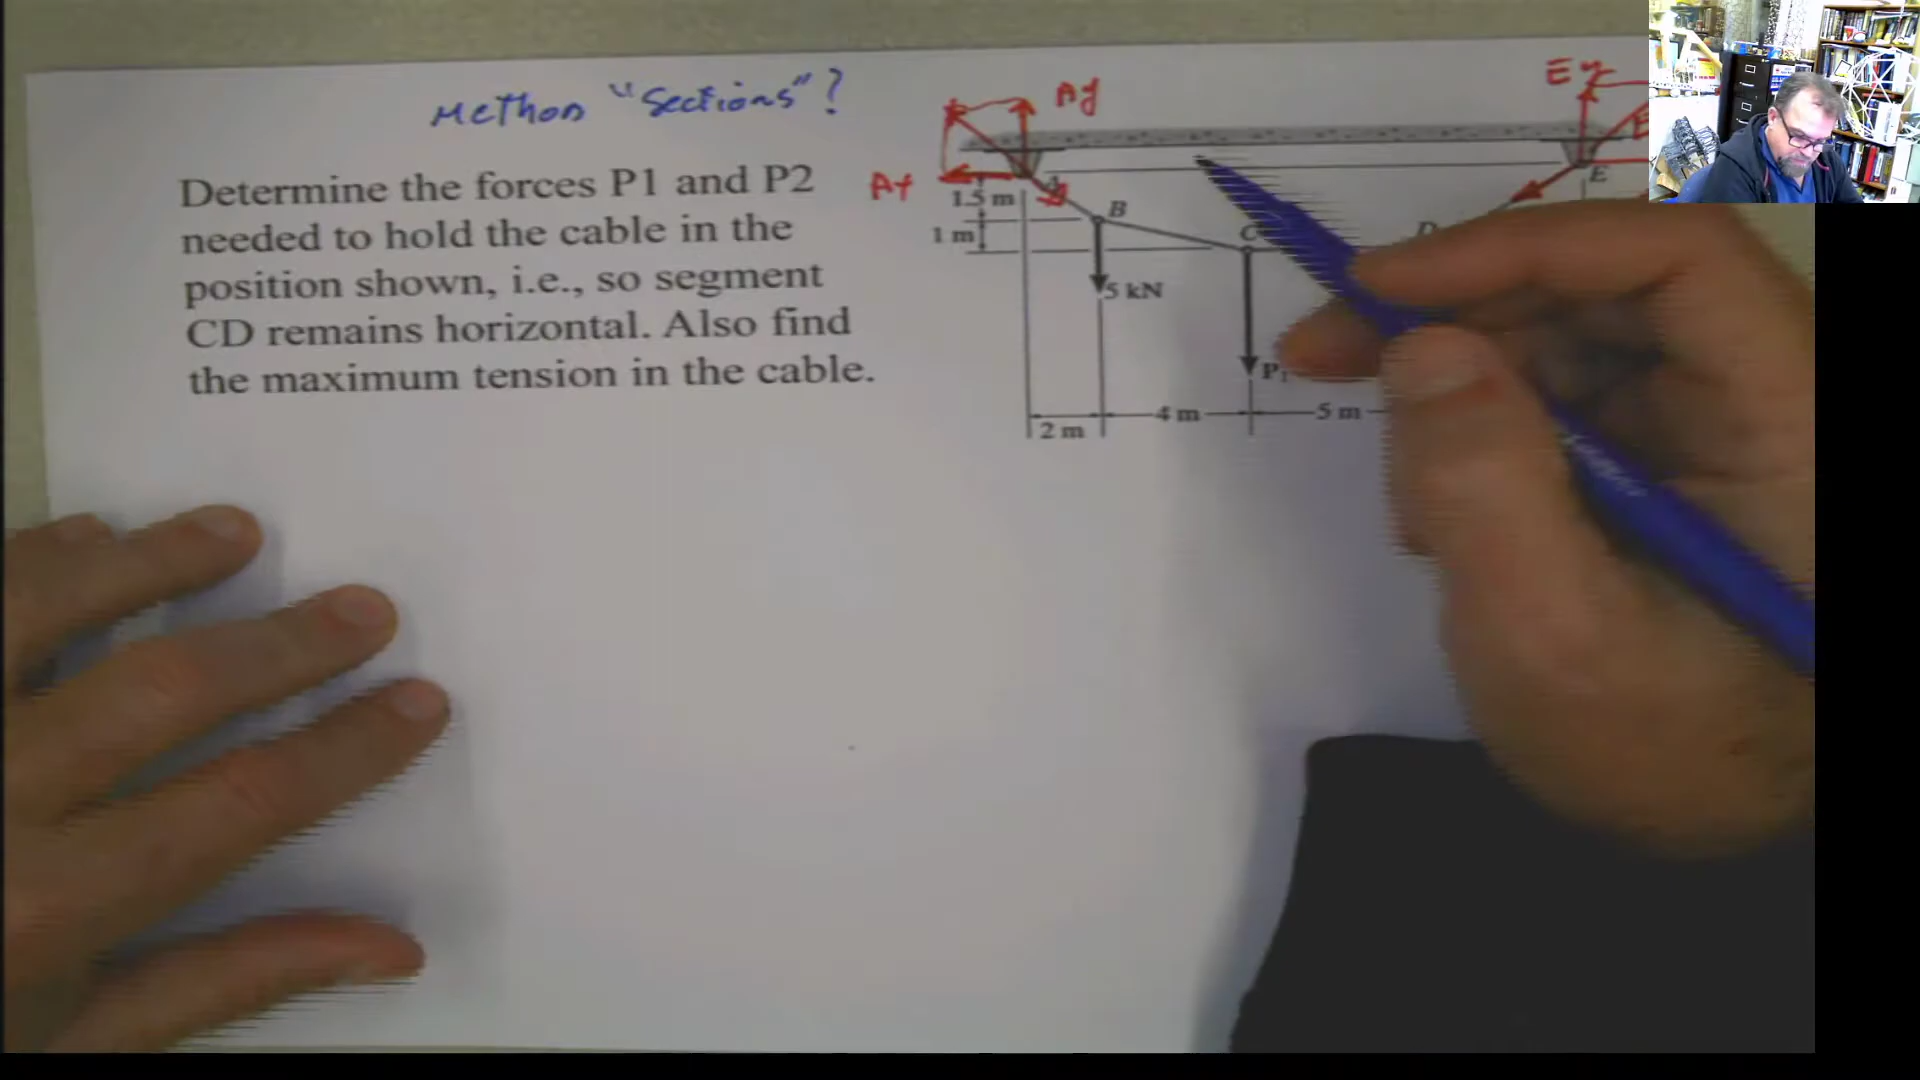 Method "Sections"?
Determine the forces P1 and P2
needed to hold the cable in the
position shown, i.e., so segment
CD remains horizontal. Also find
the maximum tension in the cable.
Ay
Ey
A
E
1.5 m
B
1 m
C
5 kN
P1
2 m
4 m
5 m